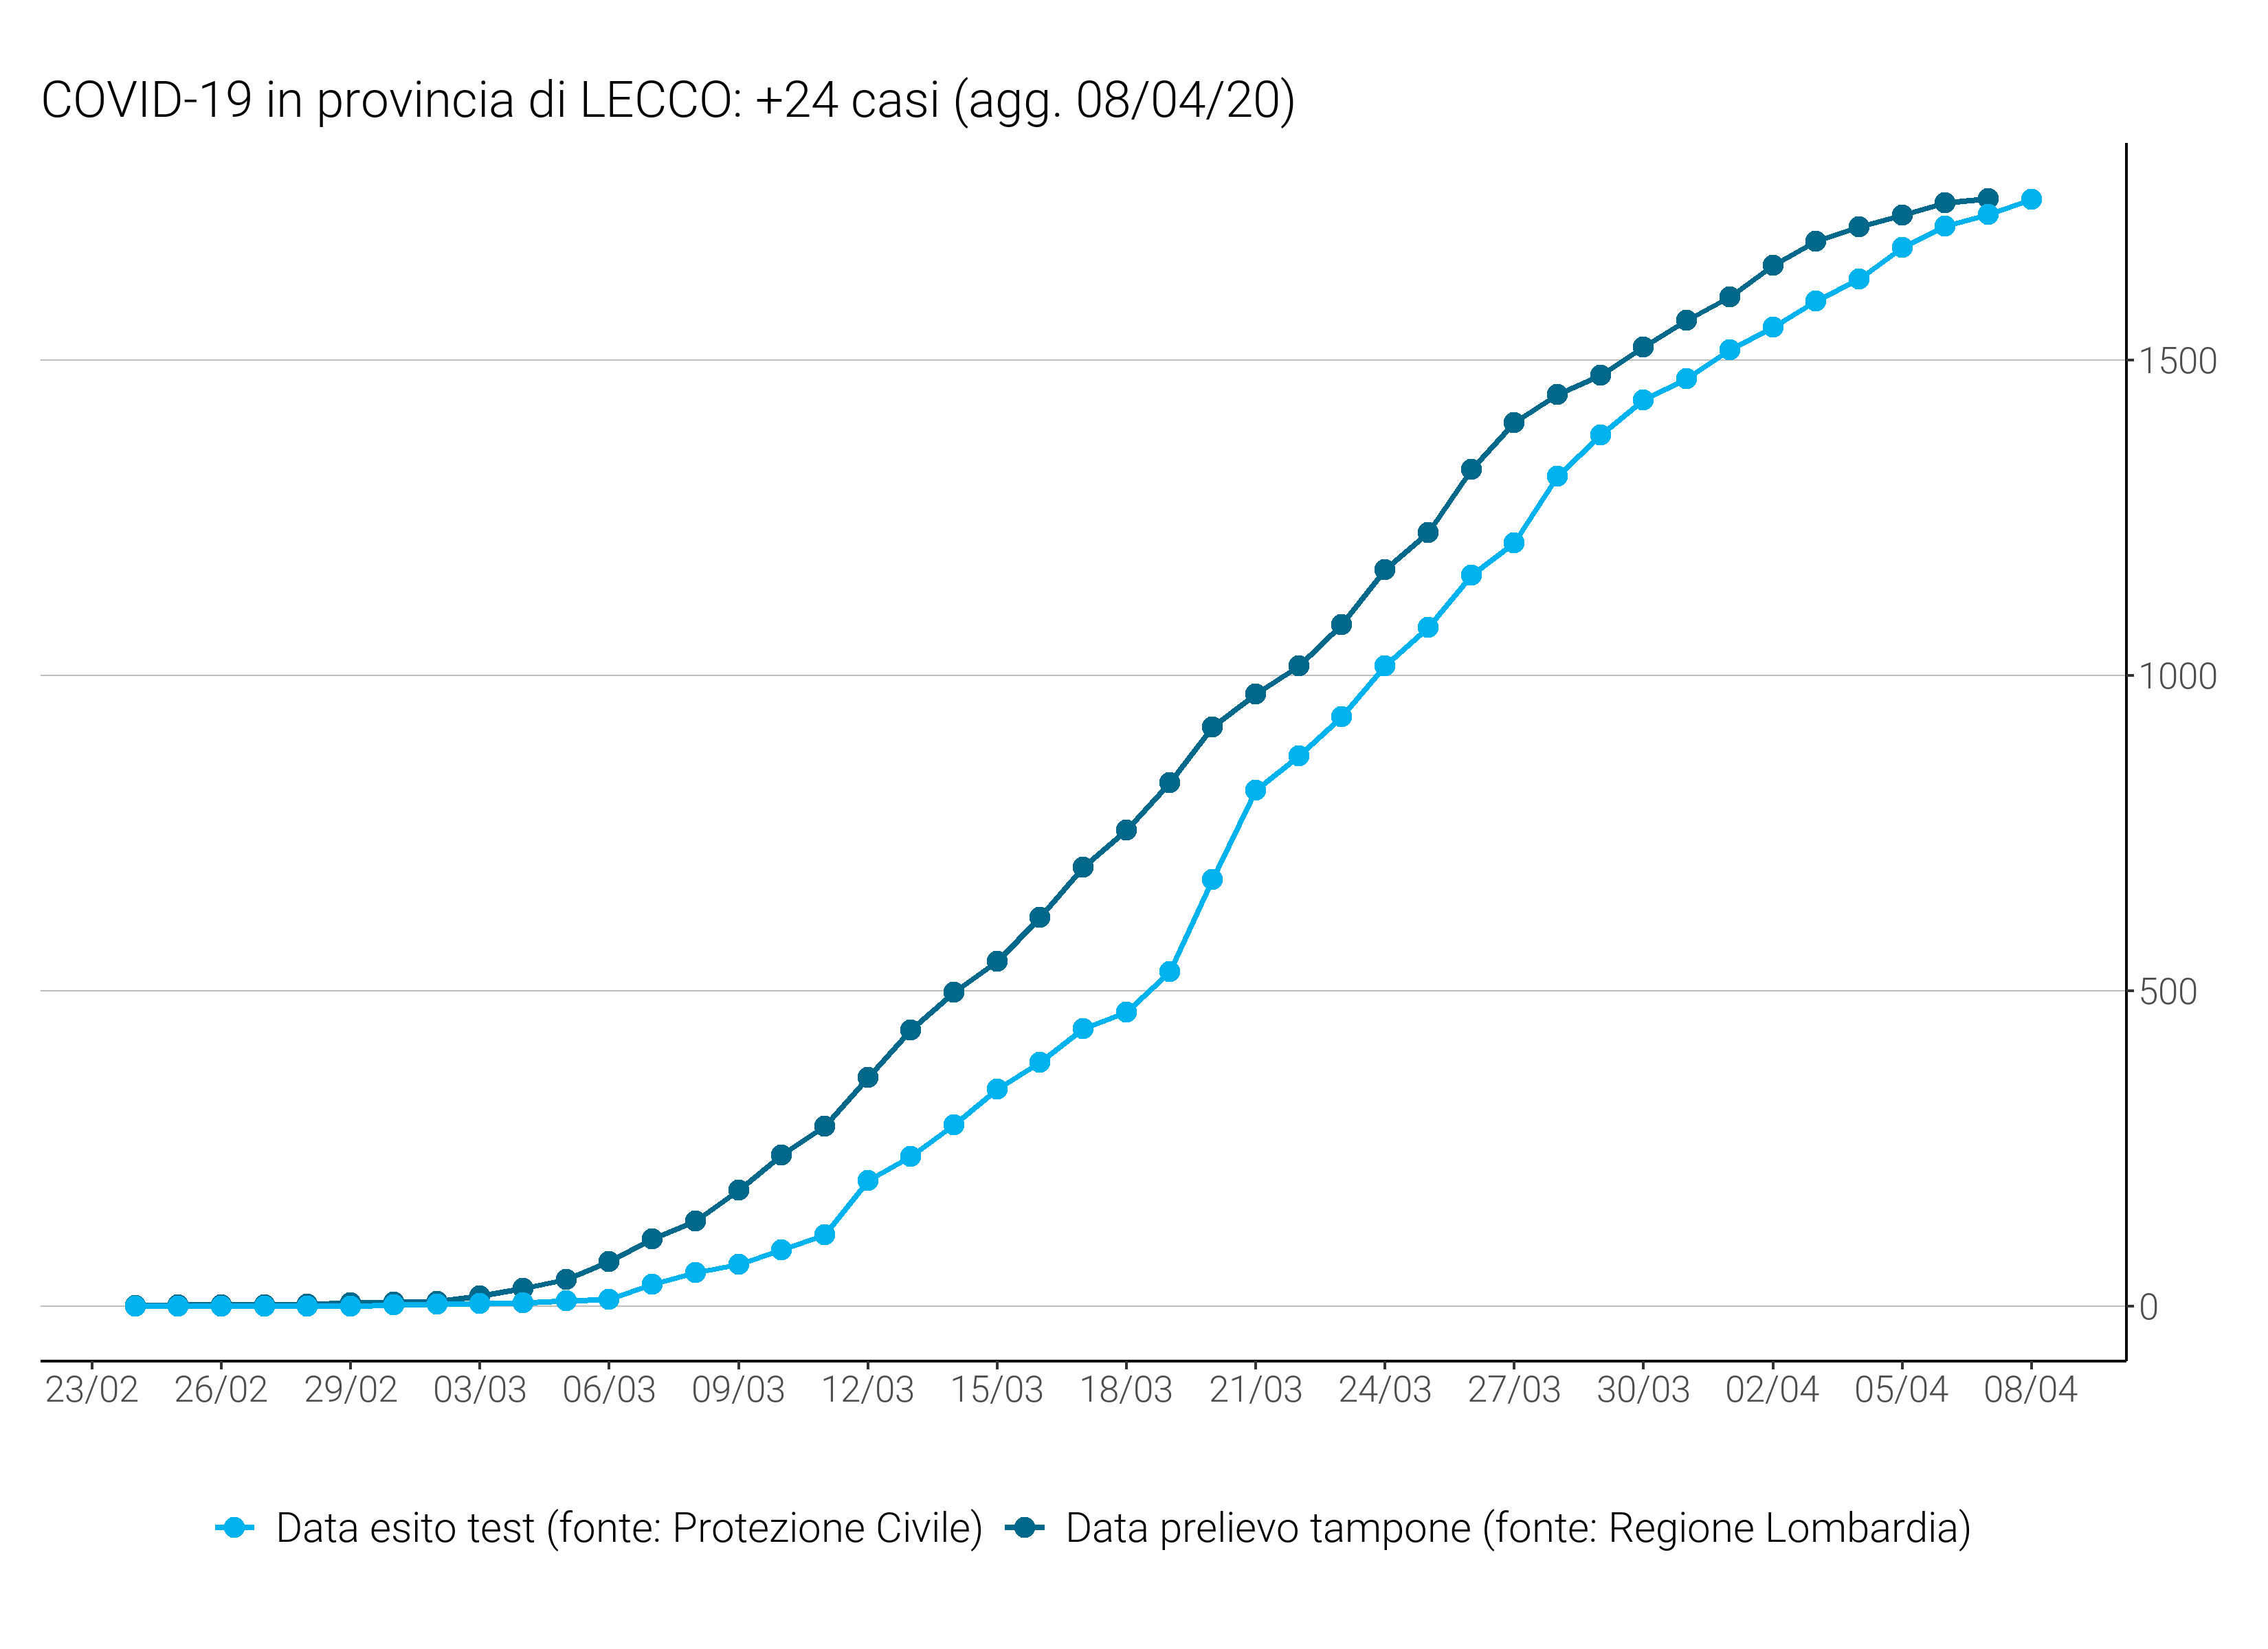 COVID-19 in provincia di LECCO: +24 casi (agg. 08/04/20)
1500
1000
500
0
23/02 26/02 29/02 03/03 06/03 09/03 12/03 15/03 18/03 21/03 24/03 27/03 30/03 02/04 05/04 08/04
Data esito test (fonte: Protezione Civile) Data prelievo tampone (fonte: Regione Lombardia)